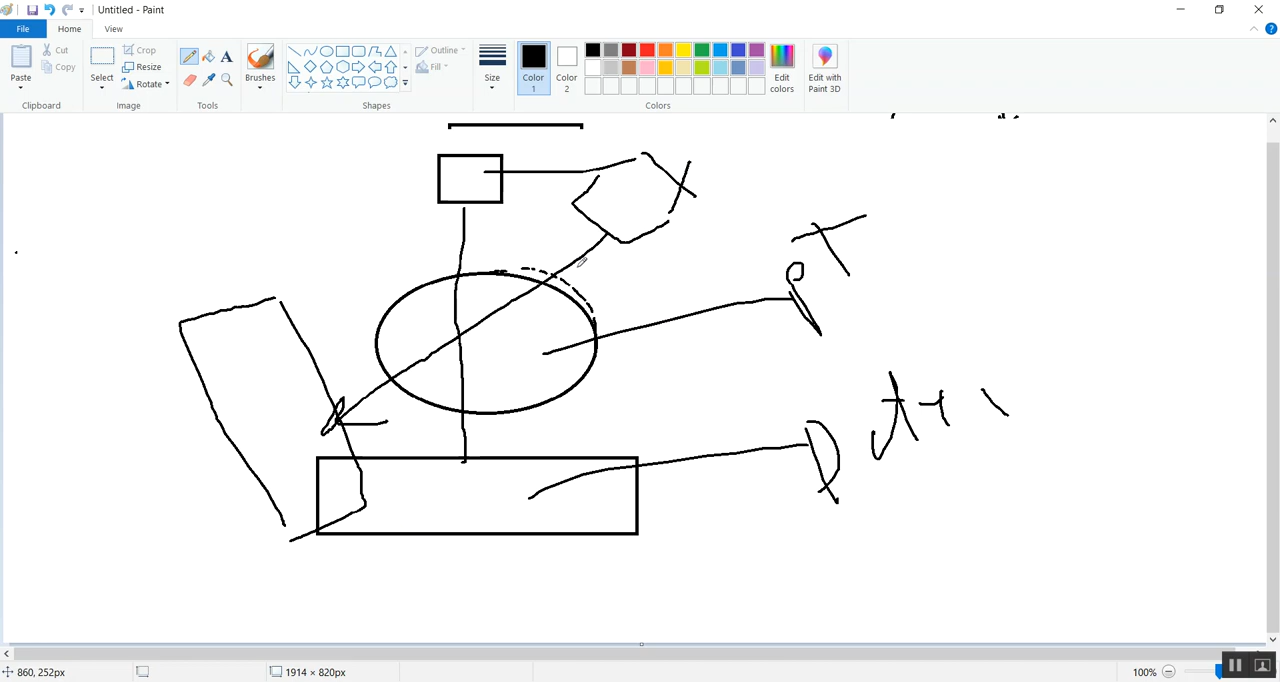 Untitled - Paint
File Home View
Paste
Cut
Copy
Clipboard
Select
Crop
Resize
Rotate
Image
A
Tools
Brushes
Shapes
Outline
Fill
Size
Color 1
Color 2
Colors
Edit colors
Edit with Paint 3D
860, 252px
1914 × 820px
100%